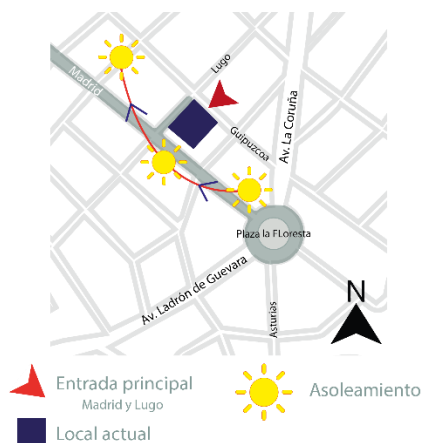 Lugo
Madrid
Guipuzcoa
Av. La Coruña
Plaza la FLoresta
Av. Ladrón de Guevara
Asturias
N
Entrada principal
Madrid y Lugo
Asoleamiento
Local actual